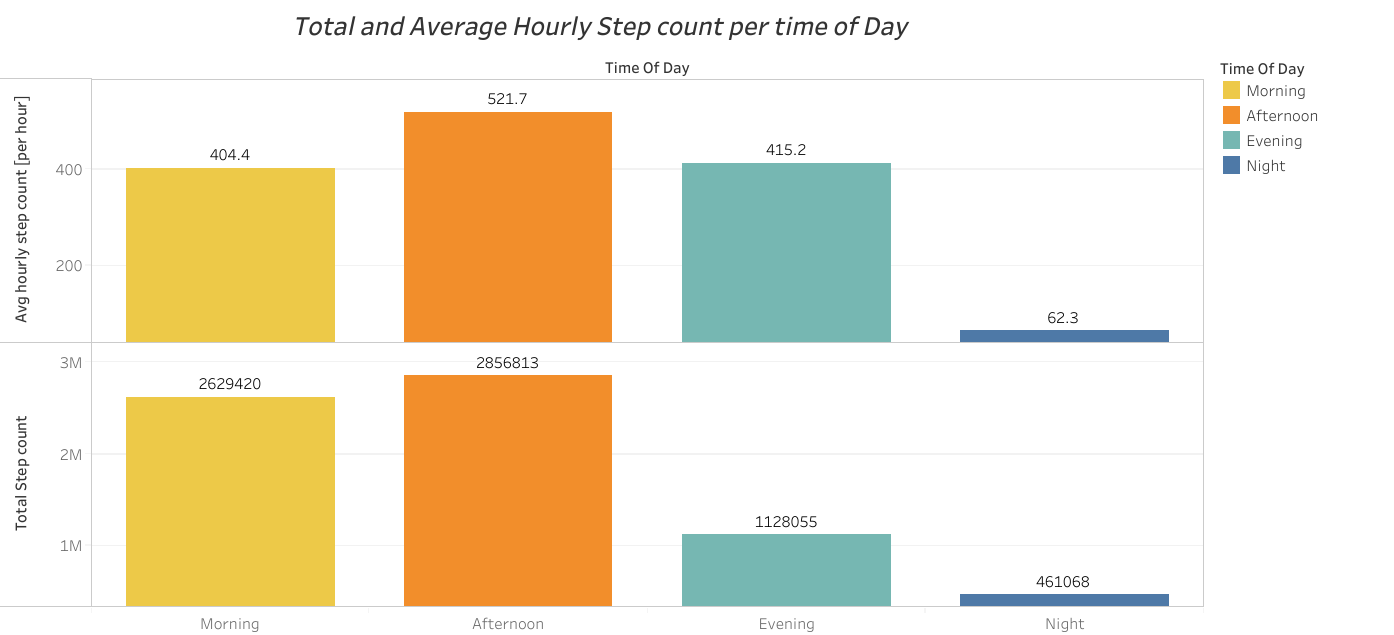 Total and Average Hourly Step count per time of Day
Time Of Day
Time Of Day
Morning
Afternoon
Evening
Night
Avg hourly step count [per hour]
400
200
404.4
521.7
415.2
62.3
Total Step count
3M
2M
1M
2629420
2856813
1128055
461068
Morning
Afternoon
Evening
Night